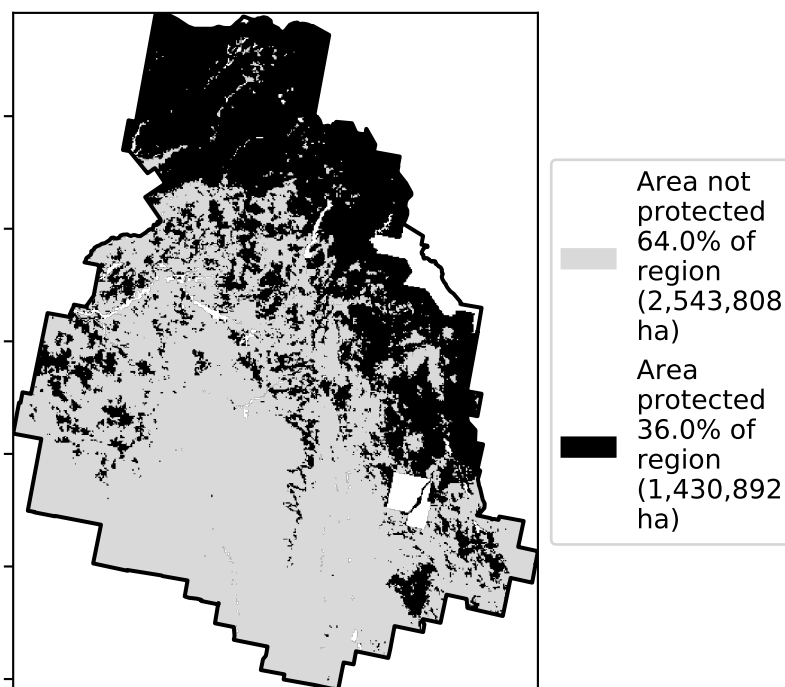 Area not
protected
64.0% of
region
(2,543,808
ha)
Area
protected
36.0% of
region
(1,430,892
ha)